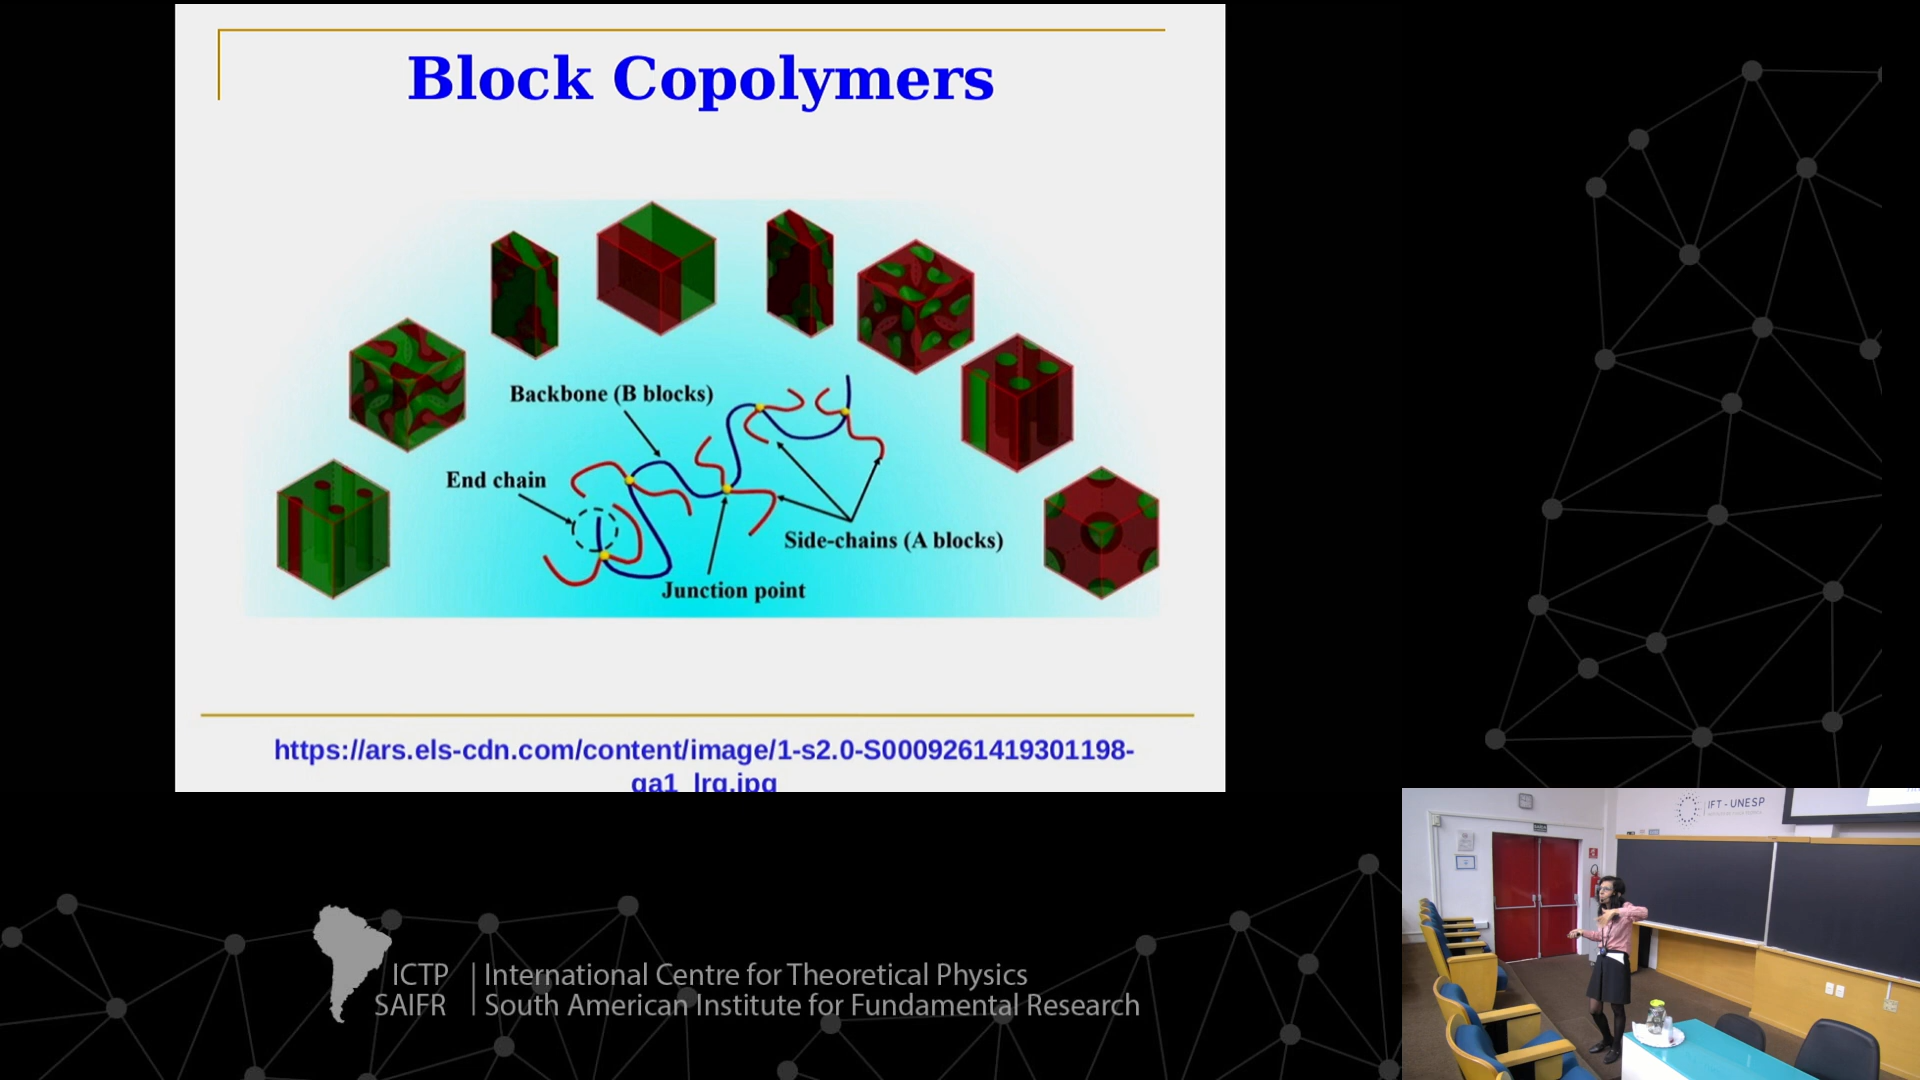 Block Copolymers
Backbone (B blocks)
End chain
Side-chains (A blocks)
Junction point
https://ars.els-cdn.com/content/image/1-s2.0-S0009261419301198-
ga1_lrg.jpg
IFT - UNESP
ICTP
SAIFR
International Centre for Theoretical Physics
South American Institute for Fundamental Research